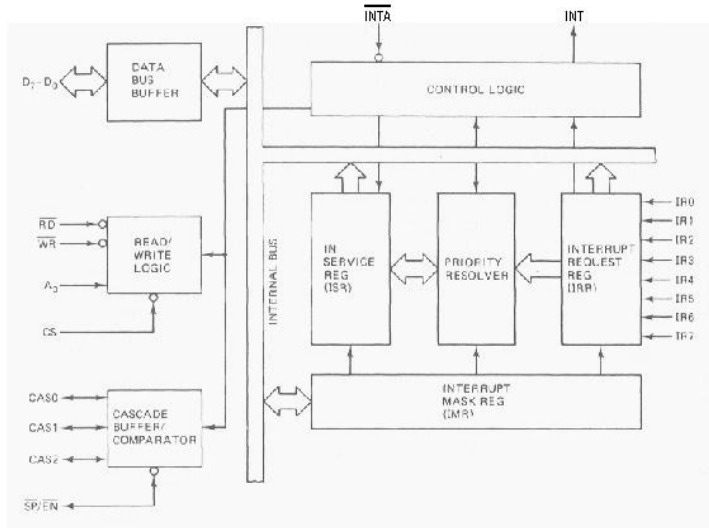 INTA
INT
DATA
BUS
BUFFER
D7-D0
CONTROL LOGIC
RD
WR
READ/
WRITE
LOGIC
A0
CS
INTERNAL BUS
IN
SERVICE
REG
(ISR)
PRIORITY
RESOLVER
INTERRUPT
REQUEST
REG
(IRR)
IR0
IR1
IR2
IR3
IR4
IR5
IR6
IR7
INTERRUPT
MASK REG
(IMR)
CAS0
CAS1
CAS2
CASCADE
BUFFER/
COMPARATOR
SP/EN